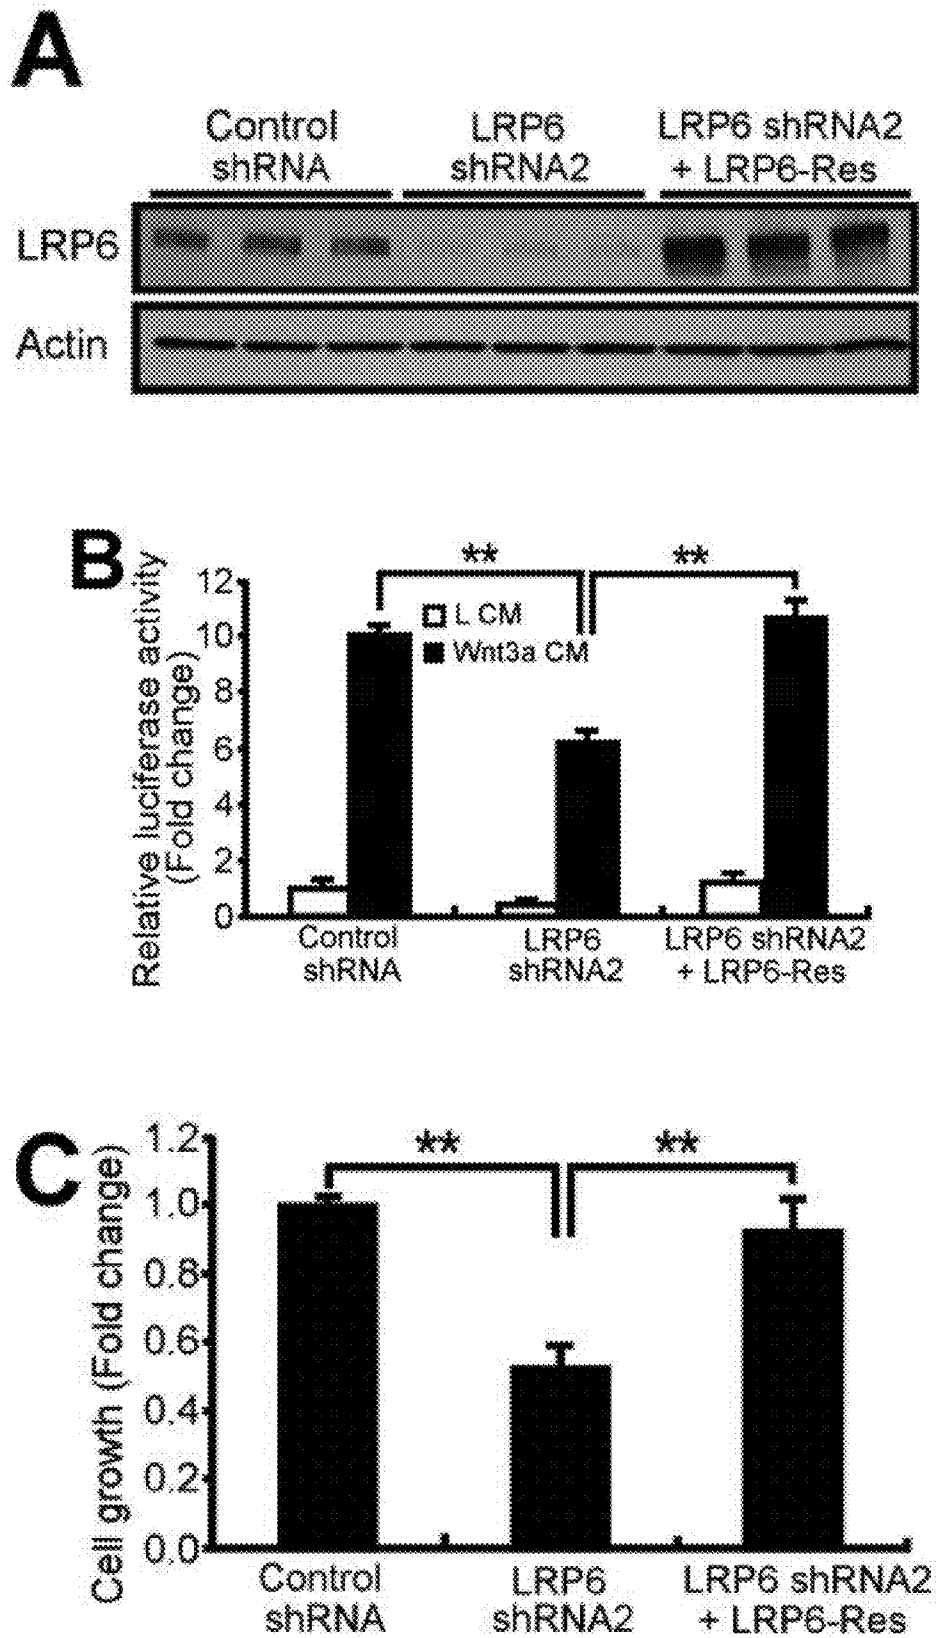 A
Control
shRNA
LRP6
shRNA2
LRP6 shRNA2
+ LRP6-Res
LRP6
Actin
B
Relative luciferase activity
(Fold change)
12
10
8
6
4
2
0
**
**
L CM
Wnt3a CM
Control
shRNA
LRP6
shRNA2
LRP6 shRNA2
+ LRP6-Res
C
Cell growth (Fold change)
1.2
1.0
0.8
0.6
0.4
0.2
0.0
**
**
Control
shRNA
LRP6
shRNA2
LRP6 shRNA2
+ LRP6-Res